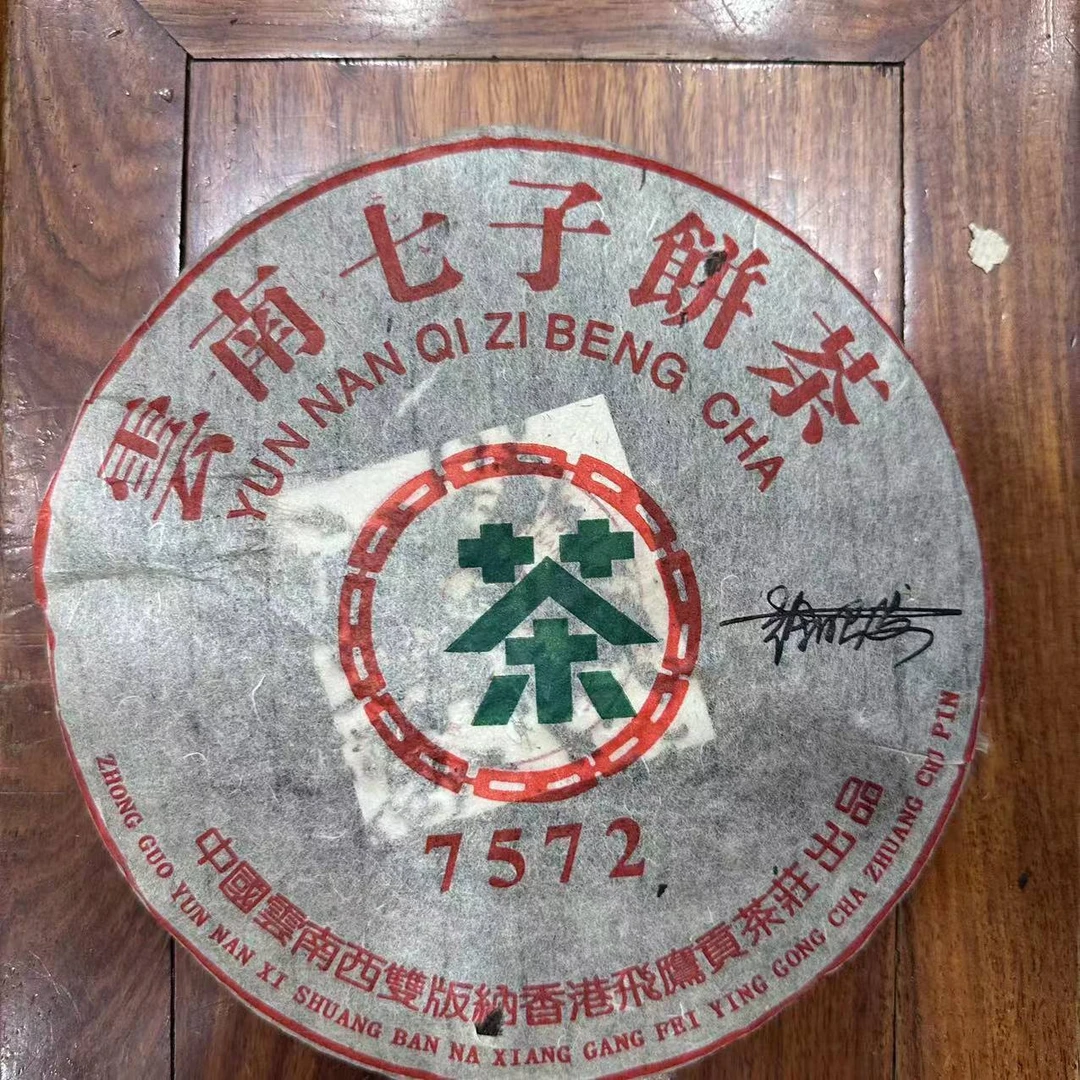 雲南七子餅茶
YUN NAN QI ZI BENG CHA
茶
7572
中國雲南西雙版納香港飛鷹貢茶莊出品
ZHONG GUO YUN NAN XI SHUANG BAN NA XIANG GANG FEI YING GONG CHA ZHUANG CHU PIN